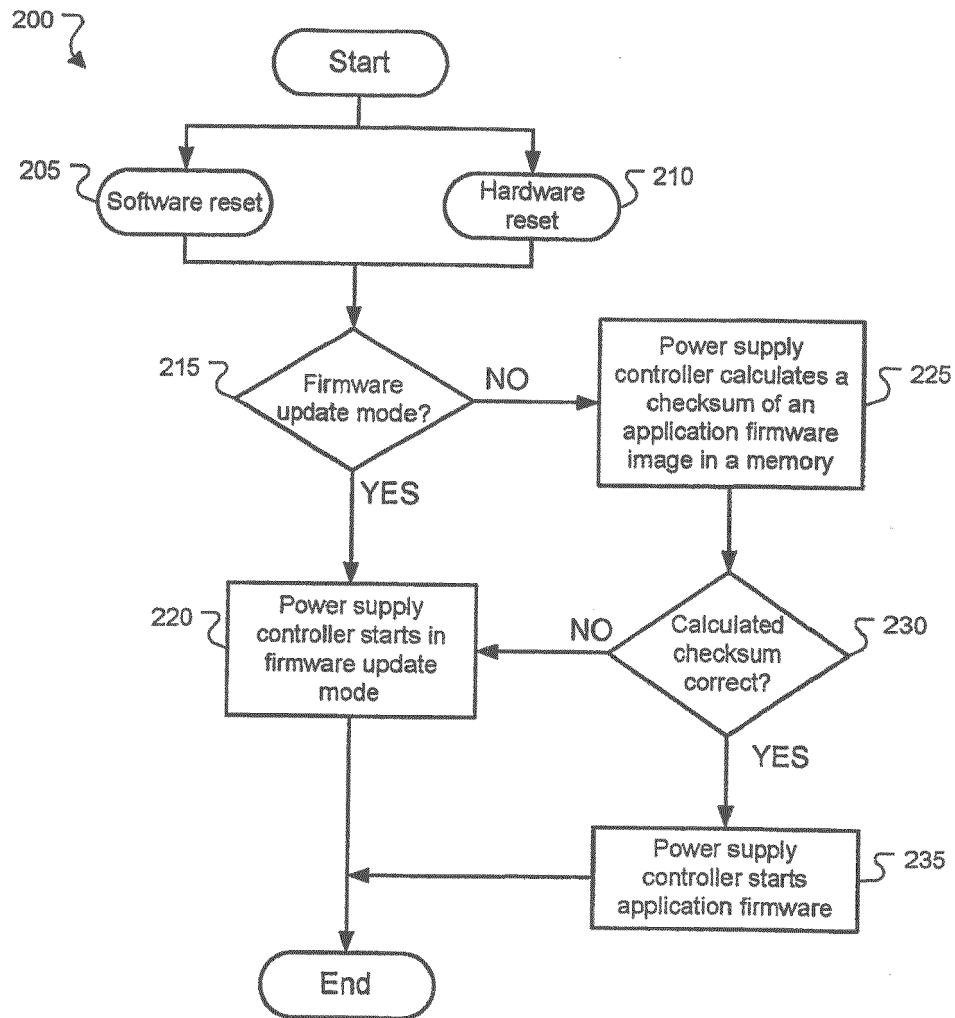 200
Start
205
Software reset
Hardware
reset
210
215
Firmware
update mode?
NO
YES
Power supply
controller calculates a
checksum of an
application firmware
image in a memory
225
220
Power supply
controller starts in
firmware update
mode
NO
Calculated
checksum
correct?
230
YES
Power supply
controller starts
application firmware
235
End